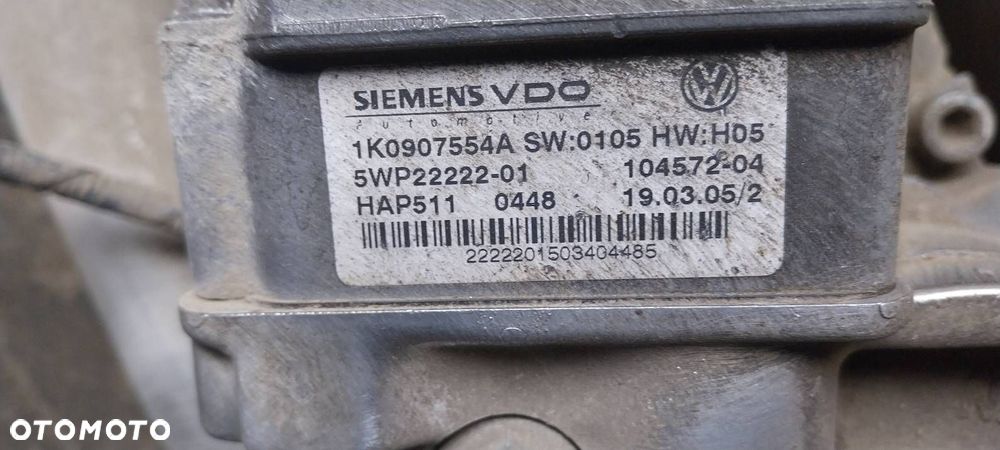 SIEMENS VDO
automotive
1K0907554A SW:0105 HW:H05
5WP22222-01 104572-04
HAP511 0448 19.03.05/2
2222201503404485
OTOMOTO